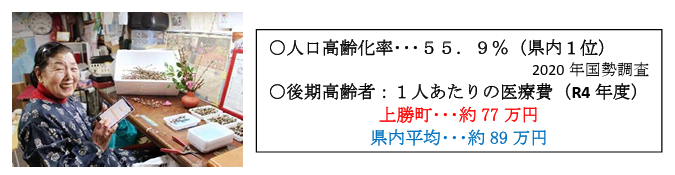 〇人口高齢化率･･･５５．９％（県内１位）
2020 年国勢調査
〇後期高齢者：１人あたりの医療費（R4 年度）
上勝町･･･約 77 万円
県内平均･･･約 89 万円